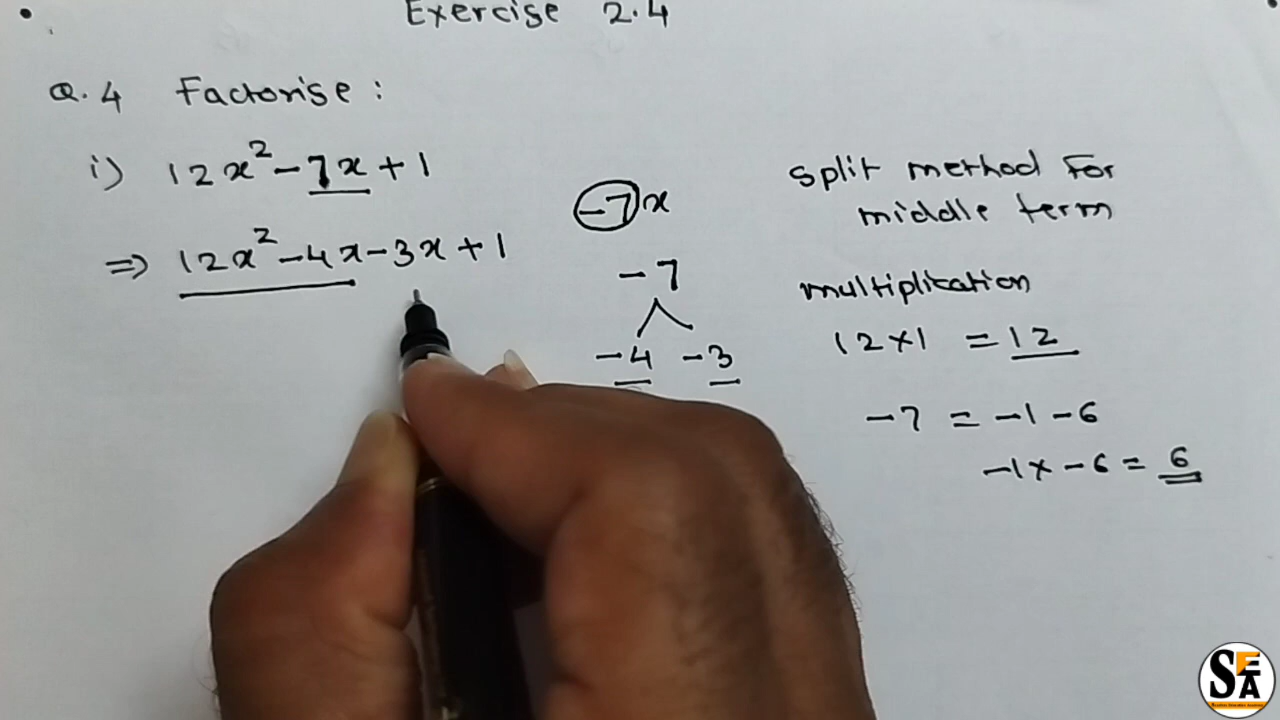 Exercise 2.4
Q.4 Factorise :
i) 12x² - 7x + 1
⇒ 12x² - 4x - 3x + 1
-7x
-7
-4 -3
split method for
middle term
multiplication
12×1 = 12
-7 = -1 - 6
-1× -6 = 6
SEA